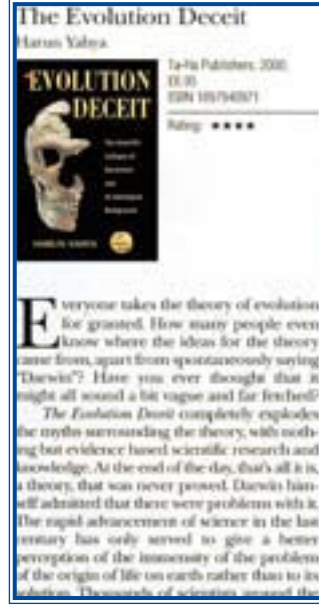 The Evolution Deceit
Harun Yahya
Ta-Ha Publishers, 2000.
ISBN 1897940971
Rating: ★★★★
EVOLUTION
DECEIT
HARUN YAHYA
Everyone takes the theory of evolution
for granted. How many people even
know where the ideas for the theory
came from, apart from spontaneously saying
"Darwin"? Have you ever thought that it
might all sound a bit vague and far fetched?
The Evolution Deceit completely explodes
the myths surrounding the theory, with noth-
ing but evidence based scientific research and
knowledge. At the end of the day, that's all it is,
a theory, that was never proved. Darwin him-
self admitted that there were problems with it.
The rapid advancement of science in the last
century has only served to give a better
perception of the immensity of the problem
of the origin of life on earth rather than to its
solution. Thousands of scientists around the